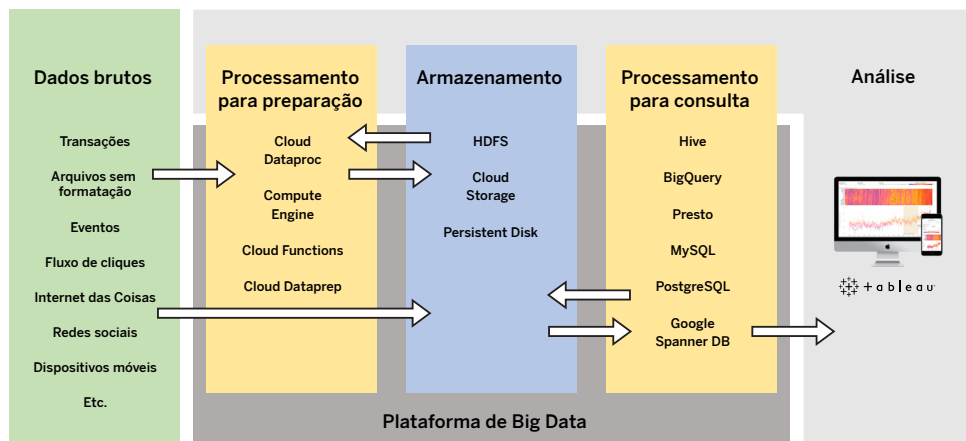 Dados brutos
Transações
Arquivos sem
formatação
Eventos
Fluxo de cliques
Internet das Coisas
Redes sociais
Dispositivos móveis
Etc.
Processamento
para preparação
Cloud
Dataproc
Compute
Engine
Cloud Functions
Cloud Dataprep
Armazenamento
HDFS
Cloud
Storage
Persistent Disk
Processamento
para consulta
Hive
BigQuery
Presto
MySQL
PostgreSQL
Google
Spanner DB
Análise
+ableau
Plataforma de Big Data